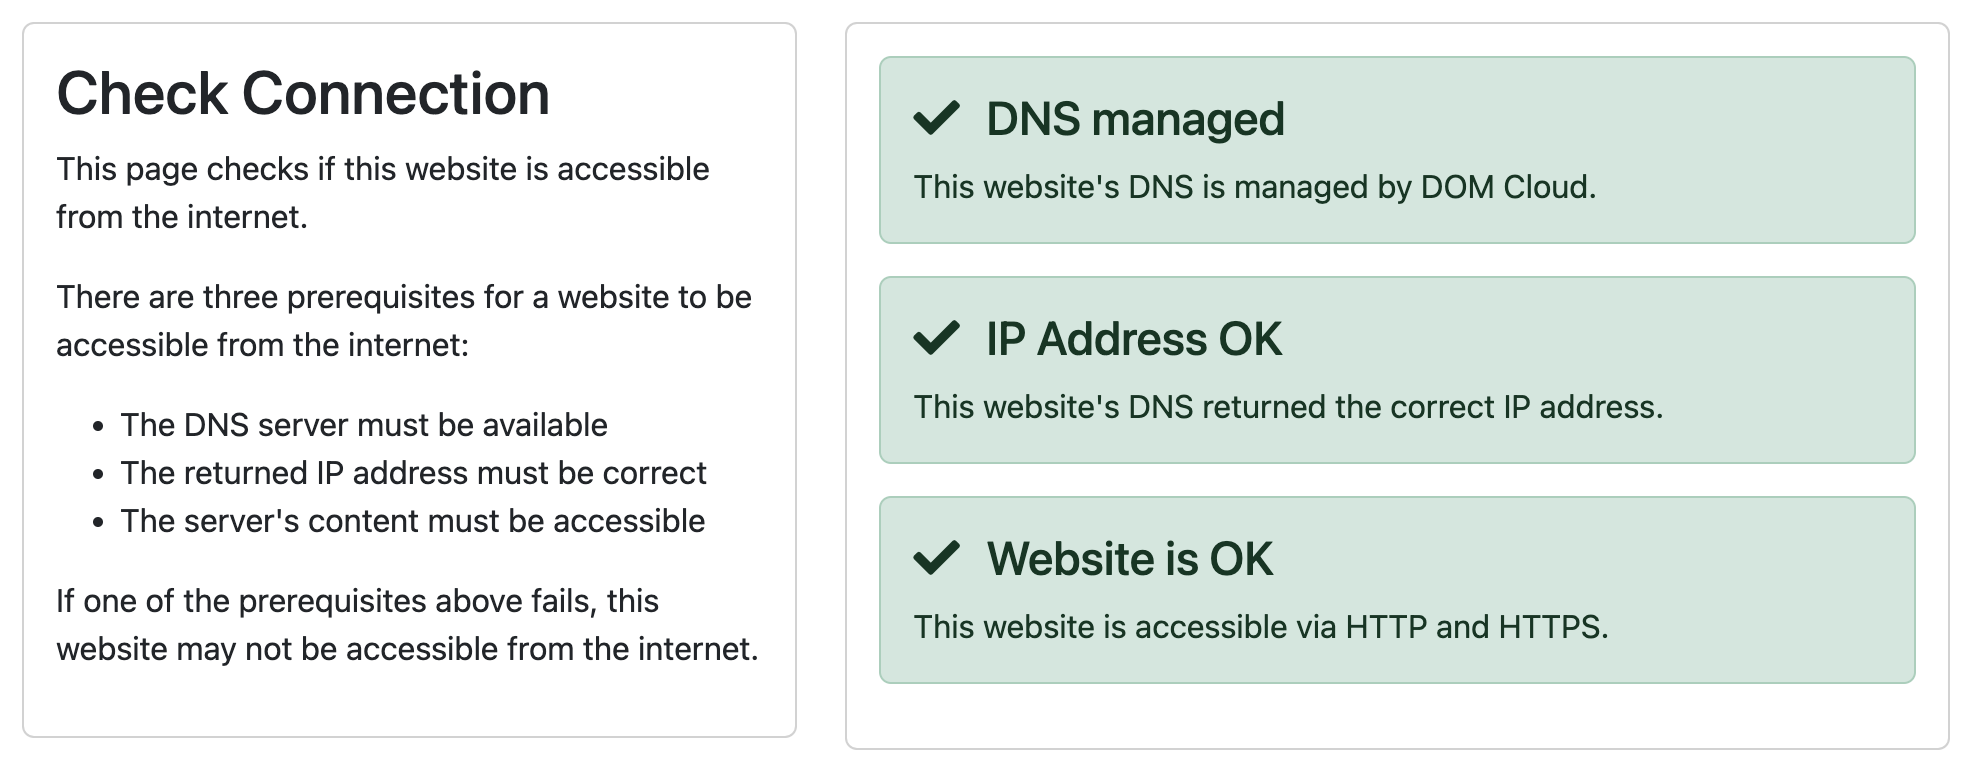 Check Connection
This page checks if this website is accessible
from the internet.
There are three prerequisites for a website to be
accessible from the internet:
• The DNS server must be available
• The returned IP address must be correct
• The server's content must be accessible
If one of the prerequisites above fails, this
website may not be accessible from the internet.
DNS managed
This website's DNS is managed by DOM Cloud.
IP Address OK
This website's DNS returned the correct IP address.
Website is OK
This website is accessible via HTTP and HTTPS.